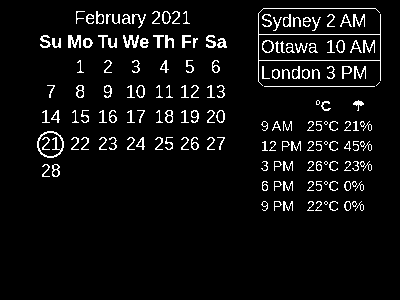 February 2021
Su Mo Tu We Th Fr Sa
1 2 3 4 5 6
7 8 9 10 11 12 13
14 15 16 17 18 19 20
21 22 23 24 25 26 27
28
Sydney 2 AM
Ottawa 10 AM
London 3 PM
°C
9 AM 25°C 21%
12 PM 25°C 45%
3 PM 26°C 23%
6 PM 25°C 0%
9 PM 22°C 0%